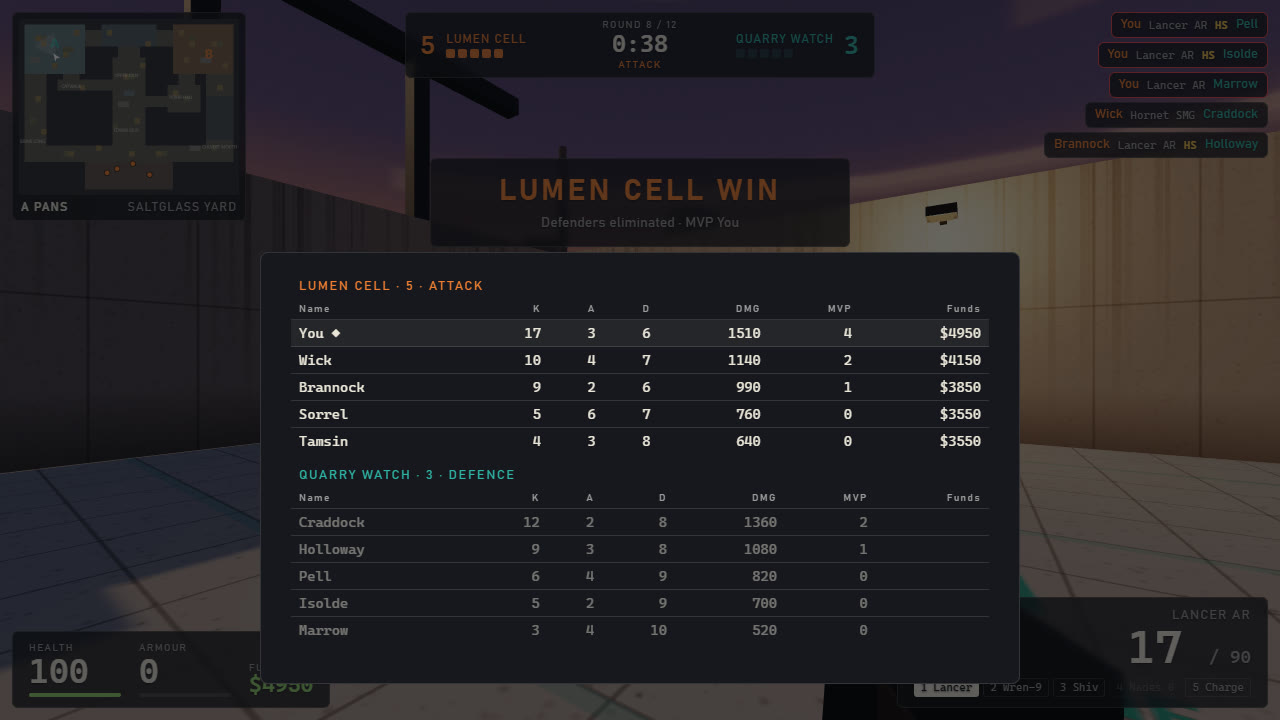 5 LUMEN CELL
ROUND 8 / 12
0:38
ATTACK
QUARRY WATCH 3
You Lancer AR HS Pell
You Lancer AR HS Isolde
You Lancer AR Marrow
Wick Hornet SMG Craddock
Brannock Lancer AR HS Holloway
B
A PANS SALTGLASS YARD
LUMEN CELL WIN
Defenders eliminated · MVP You
LUMEN CELL · 5 · ATTACK
Name K A D DMG MVP Funds
You ◆ 17 3 6 1510 4 $4950
Wick 10 4 7 1140 2 $4150
Brannock 9 2 6 990 1 $3850
Sorrel 5 6 7 760 0 $3550
Tamsin 4 3 8 640 0 $3550
QUARRY WATCH · 3 · DEFENCE
Name K A D DMG MVP Funds
Craddock 12 2 8 1360 2
Holloway 9 3 8 1080 1
Pell 6 4 9 820 0
Isolde 5 2 9 700 0
Marrow 3 4 10 520 0
HEALTH
100
ARMOUR
0
$4950
LANCER AR
17 / 90
1 Lancer 2 Wren-9 3 Shiv 4 Nades 0 5 Charge